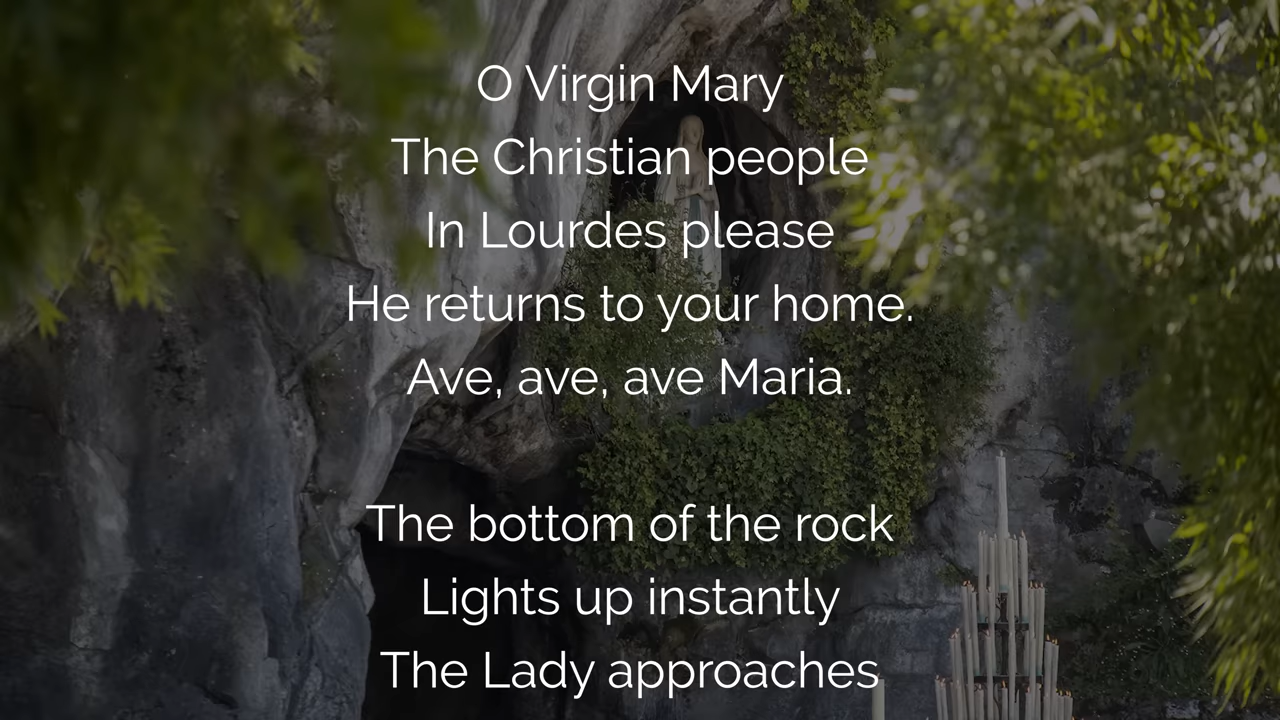 O Virgin Mary
The Christian people
In Lourdes please
He returns to your home.
Ave, ave, ave Maria.
The bottom of the rock
Lights up instantly
The Lady approaches